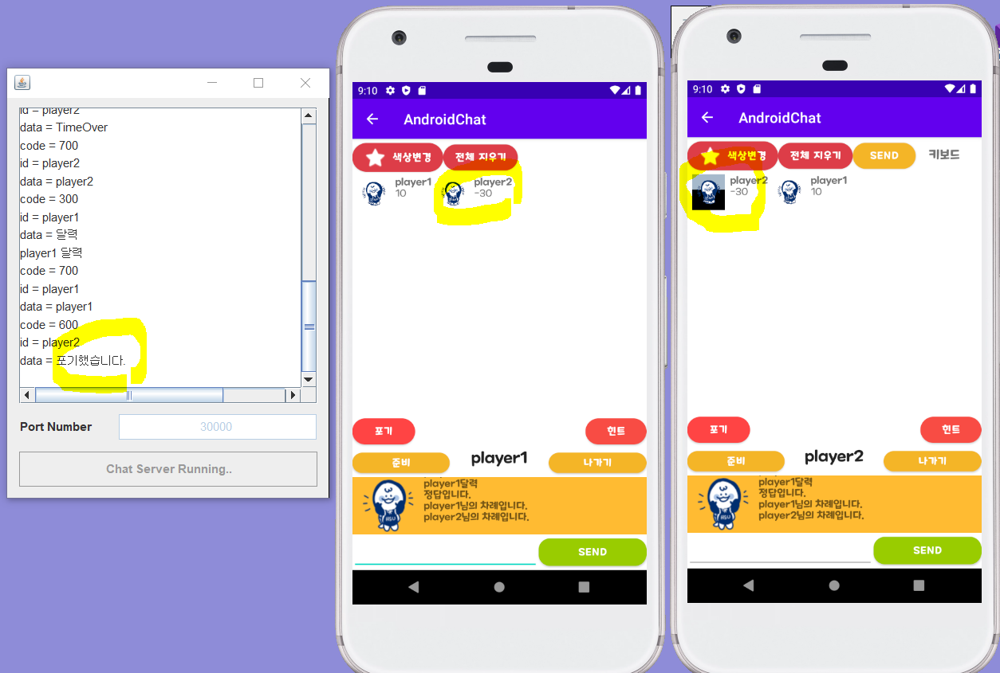 id = player2
data = TimeOver
code = 700
id = player2
data = player2
code = 300
id = player1
data = 달력
player1 달력
code = 700
id = player1
data = player1
code = 600
id = player2
data = 포기했습니다.
Port Number
30000
Chat Server Running..
9:10
AndroidChat
색상변경
전체 지우기
player1
10
player2
-30
포기
힌트
준비
player1
나가기
HSU
player1달력
정답입니다.
player1님의 차례입니다.
player2님의 차례입니다.
SEND
9:10
AndroidChat
색상변경
전체 지우기
SEND
키보드
player2
-30
player1
10
포기
힌트
준비
player2
나가기
HSU
player1달력
정답입니다.
player1님의 차례입니다.
player2님의 차례입니다.
SEND